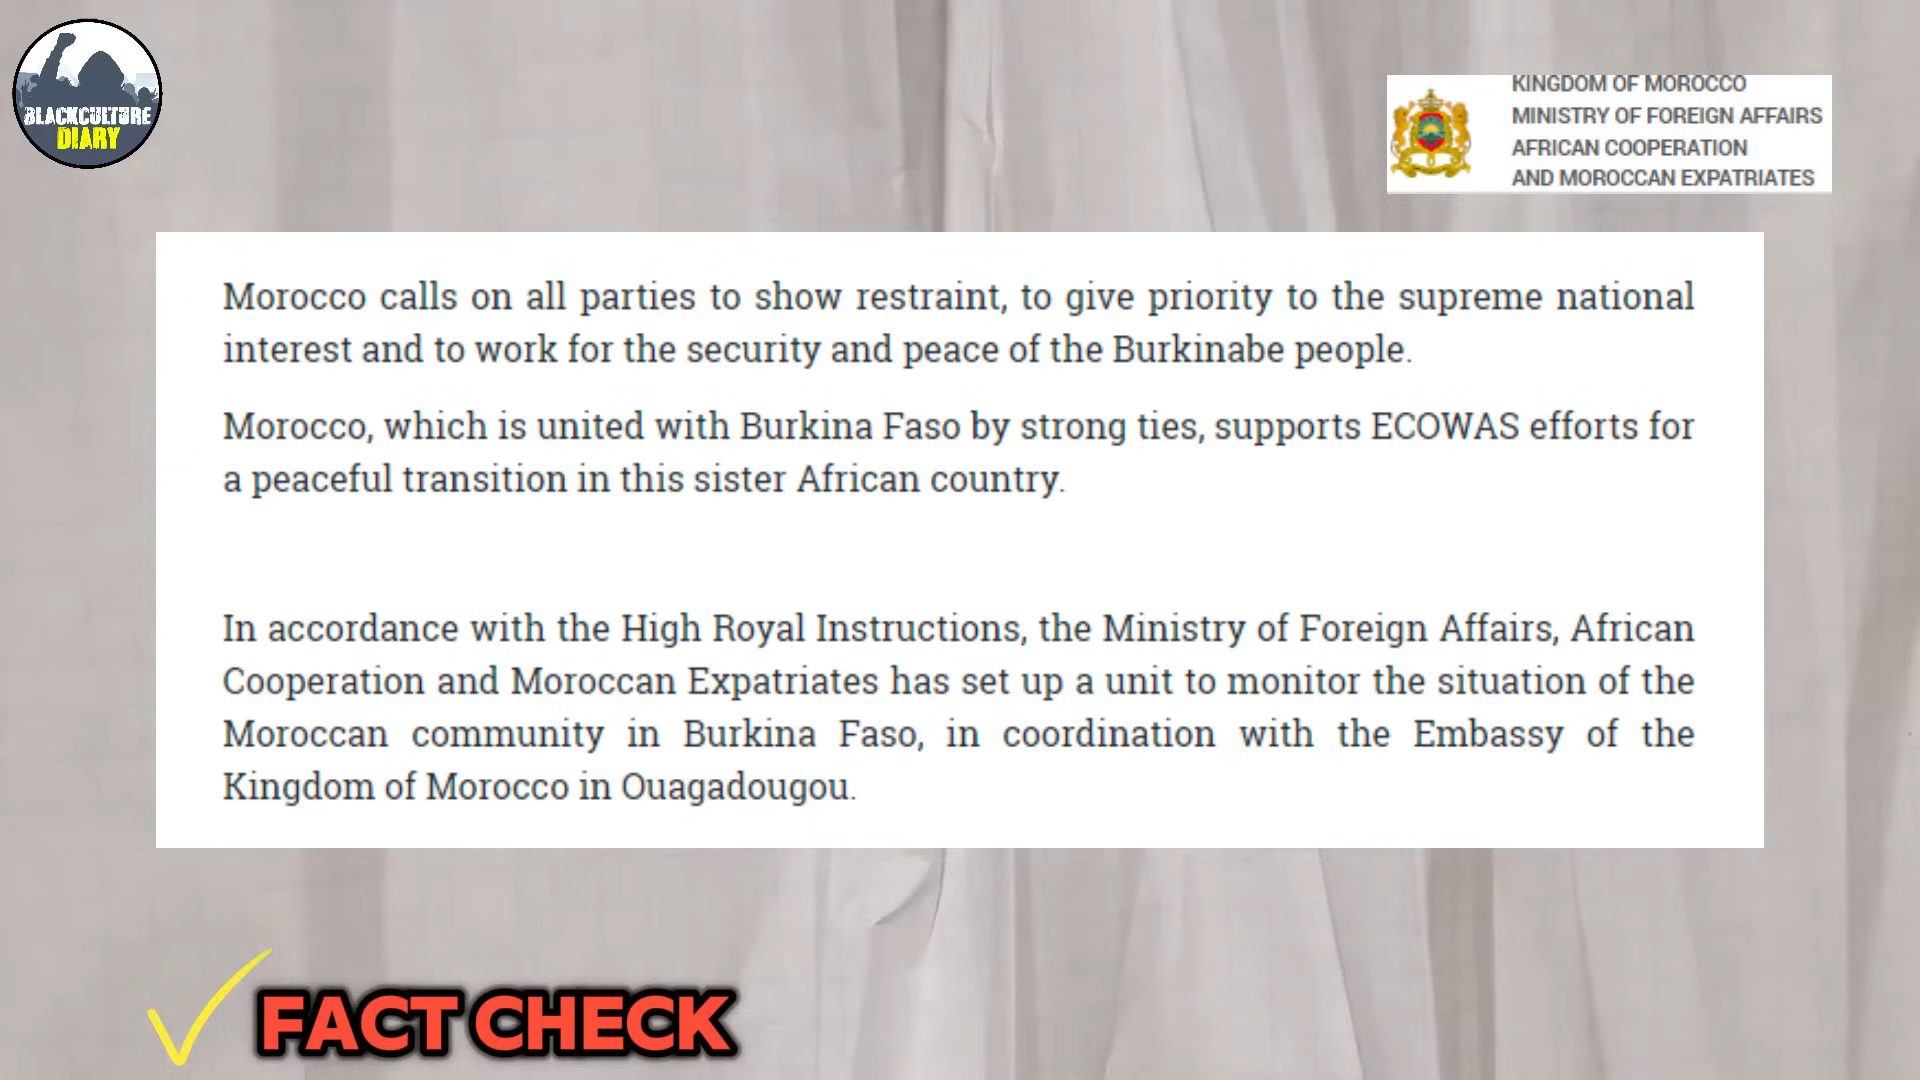 BLACKCULTURE
DIARY
KINGDOM OF MOROCCO
MINISTRY OF FOREIGN AFFAIRS
AFRICAN COOPERATION
AND MOROCCAN EXPATRIATES
Morocco calls on all parties to show restraint, to give priority to the supreme national
interest and to work for the security and peace of the Burkinabe people.
Morocco, which is united with Burkina Faso by strong ties, supports ECOWAS efforts for
a peaceful transition in this sister African country.
In accordance with the High Royal Instructions, the Ministry of Foreign Affairs, African
Cooperation and Moroccan Expatriates has set up a unit to monitor the situation of the
Moroccan community in Burkina Faso, in coordination with the Embassy of the
Kingdom of Morocco in Ouagadougou.
FACT CHECK